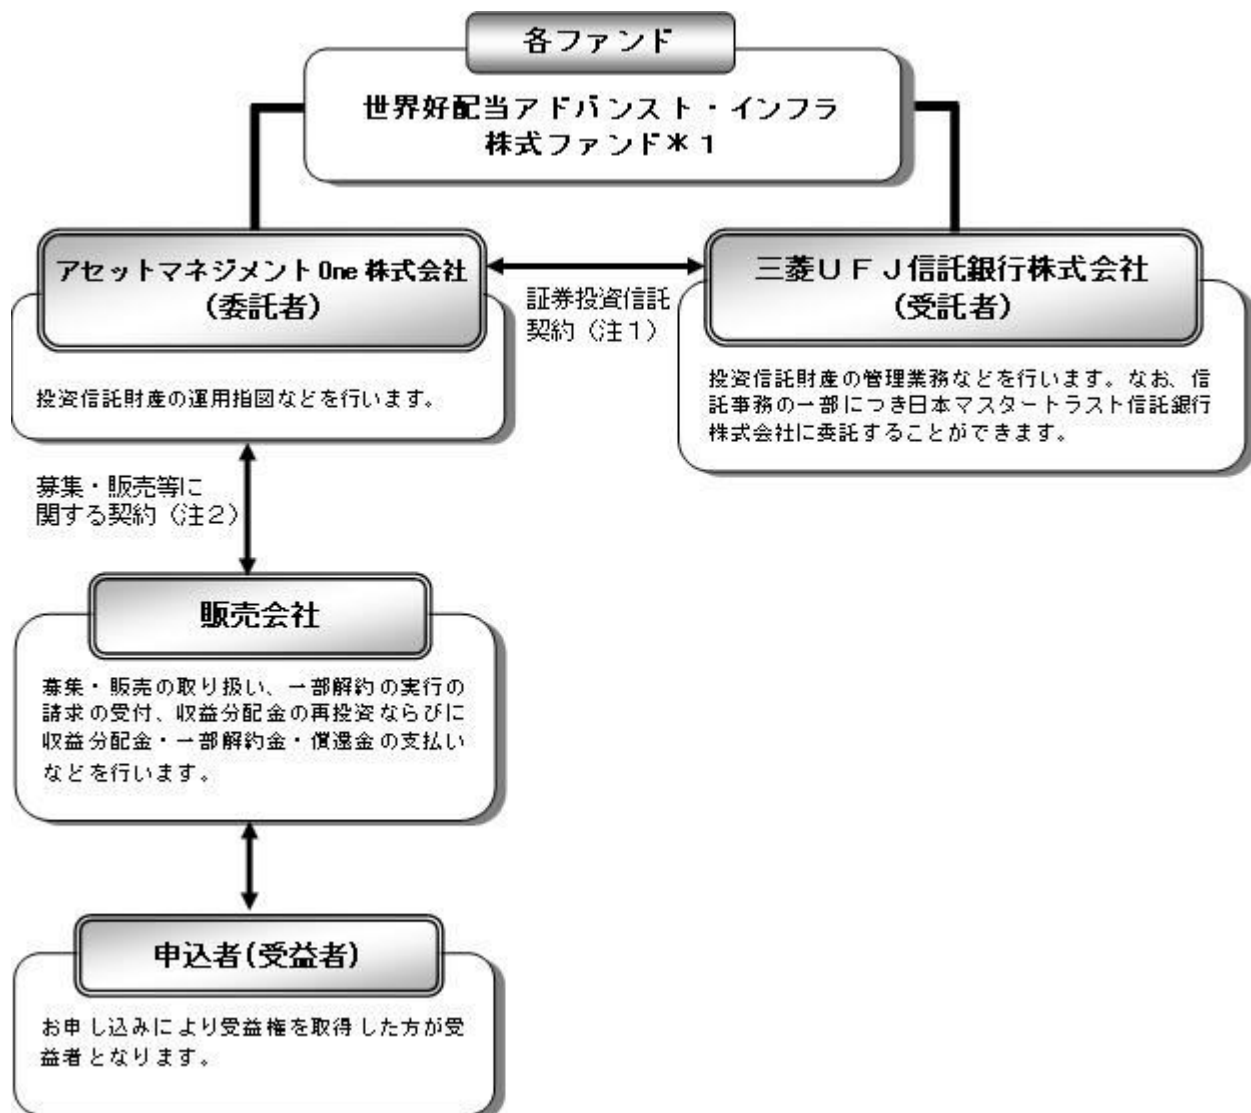 各ファンド
世界好配当アドバンスト・インフラ
株式ファンド＊１
アセットマネジメントOne 株式会社
(委託者)
三菱ＵＦＪ信託銀行株式会社
(受託者)
証券投資信託
契約（注１）
投資信託財産の運用指図などを行います。
投資信託財産の管理業務などを行います。なお、信
託事務の一部につき日本マスタートラスト信託銀行
株式会社に委託することができます。
募集・販売等に
関する契約（注２）
販売会社
募集・販売の取り扱い、一部解約の実行の
請求の受付、収益分配金の再投資ならびに
収益分配金・一部解約金・償還金の支払い
などを行います。
申込者(受益者)
お申し込みにより受益権を取得した方が受
益者となります。